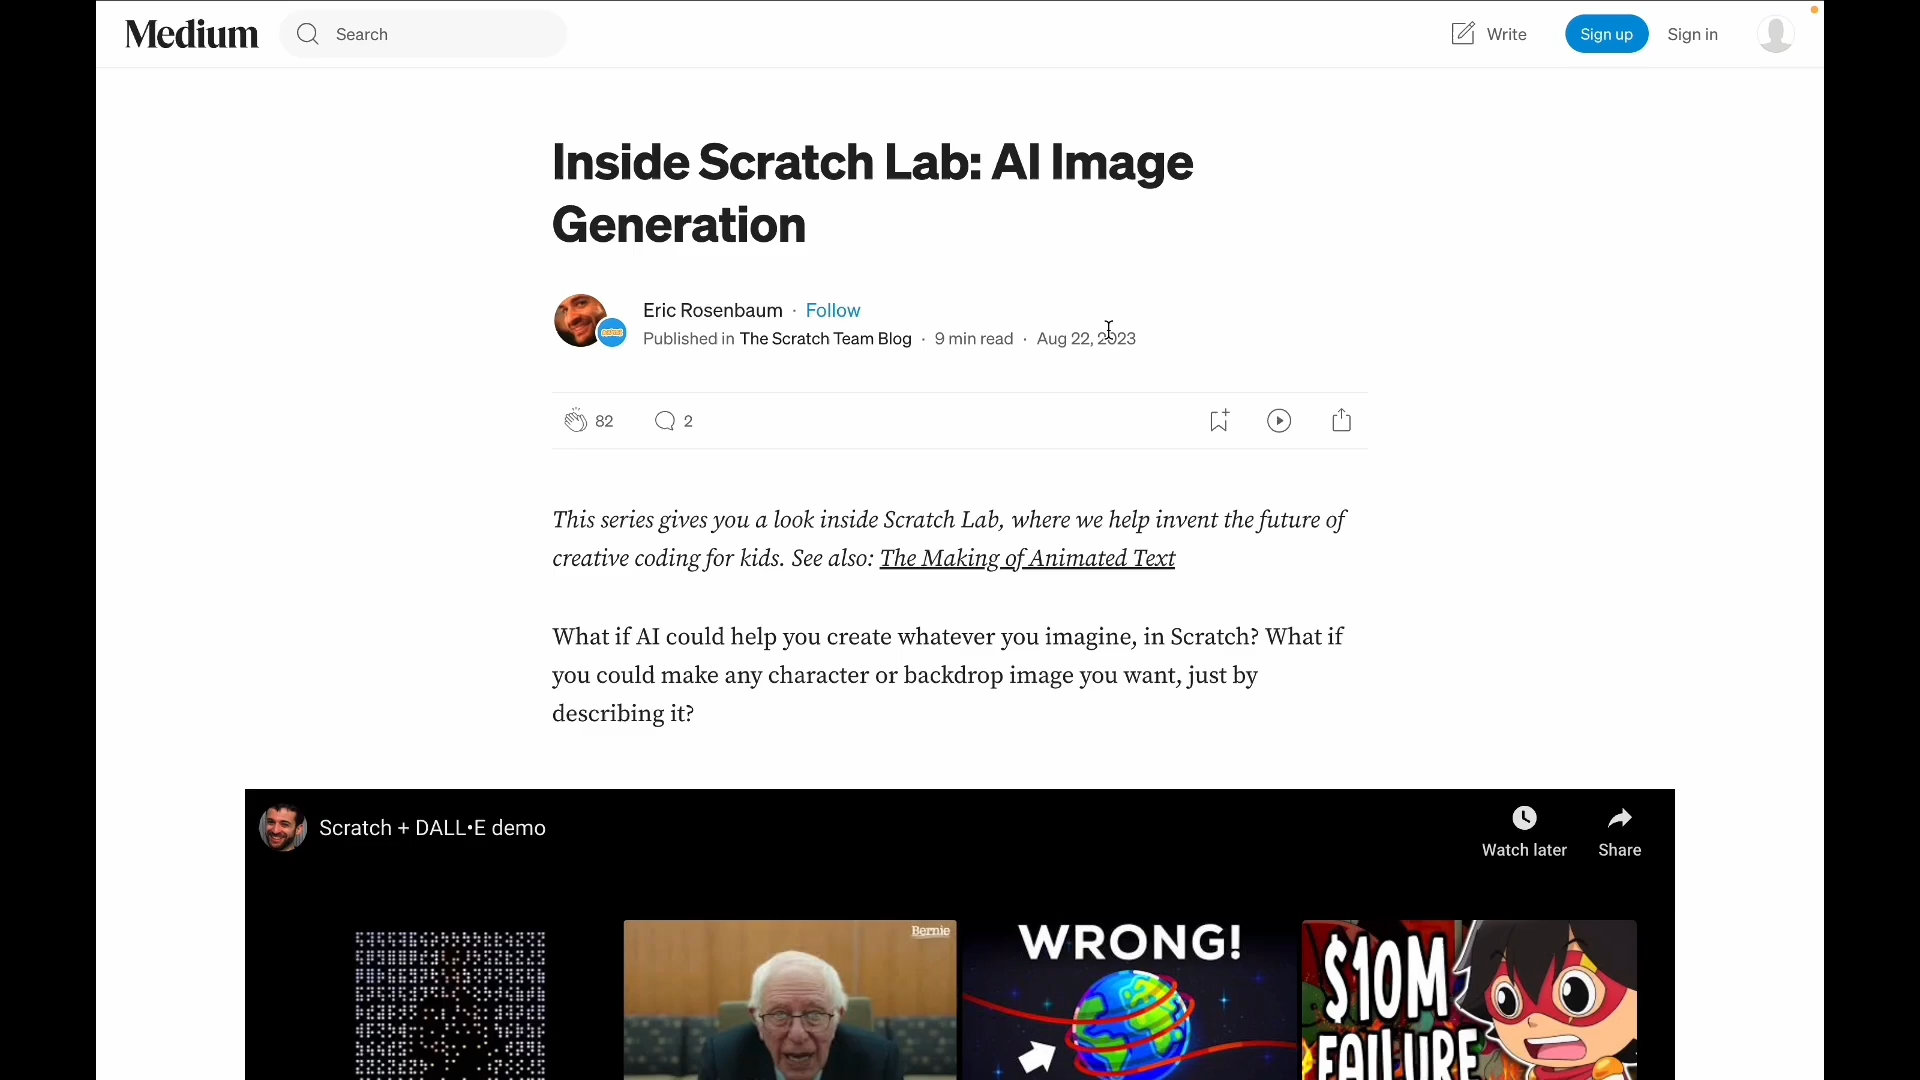 Medium
Search
Write
Sign up
Sign in
Inside Scratch Lab: AI Image
Generation
Eric Rosenbaum · Follow
Published in The Scratch Team Blog · 9 min read · Aug 22, 2023
82
2
This series gives you a look inside Scratch Lab, where we help invent the future of
creative coding for kids. See also: The Making of Animated Text
What if AI could help you create whatever you imagine, in Scratch? What if
you could make any character or backdrop image you want, just by
describing it?
Scratch + DALL•E demo
Watch later
Share
Bernie
WRONG!
$10M
FAILURE